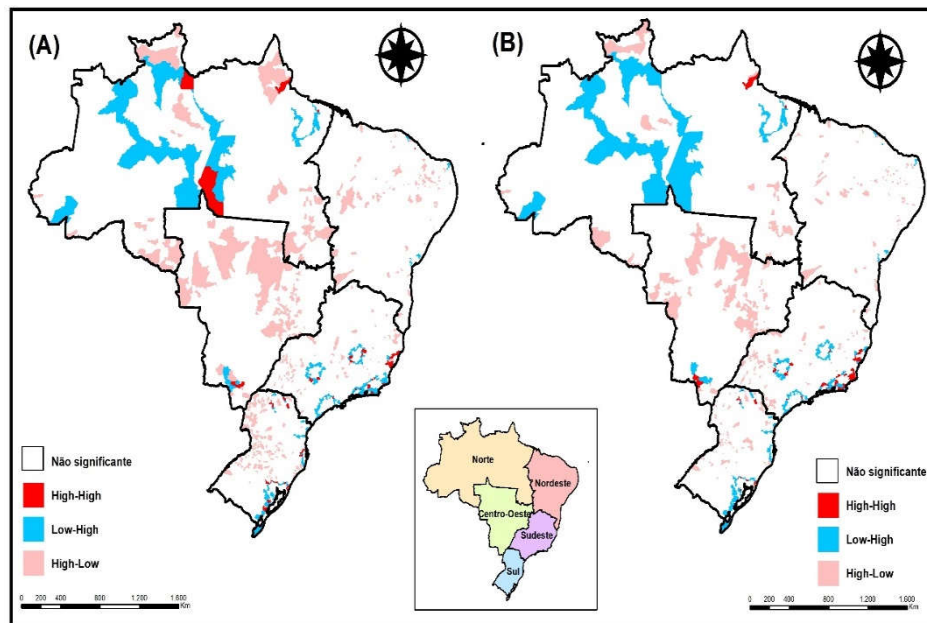 (A)
(B)
Não significante
High-High
Low-High
High-Low
0 200 400 800 1.200 1.600
Km
Norte
Nordeste
Centro-Oeste
Sudeste
Sul
Não significante
High-High
Low-High
High-Low
0 200 400 800 1.200 1.600
Km